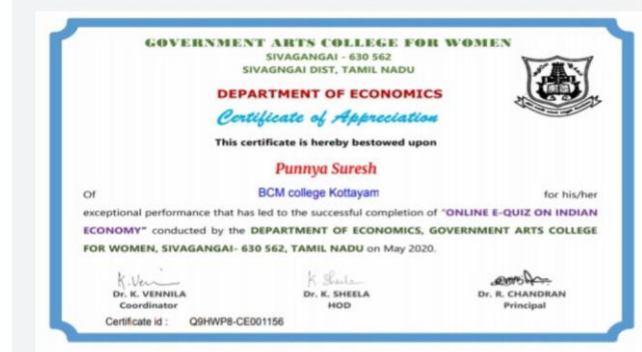 GOVERNMENT ARTS COLLEGE FOR WOMEN
SIVAGANGAI - 630 562
SIVAGNGAI DIST, TAMIL NADU
DEPARTMENT OF ECONOMICS
Certificate of Appreciation
This certificate is hereby bestowed upon
Punnya Suresh
Of BCM college Kottayam for his/her
exceptional performance that has led to the successful completion of "ONLINE E-QUIZ ON INDIAN
ECONOMY" conducted by the DEPARTMENT OF ECONOMICS, GOVERNMENT ARTS COLLEGE
FOR WOMEN, SIVAGANGAI- 630 562, TAMIL NADU on May 2020.
K. Veni K. Sheela
Dr. K. VENNILA Dr. K. SHEELA Dr. R. CHANDRAN
Coordinator HOD Principal
Certificate id : Q9HWP8-CE001156